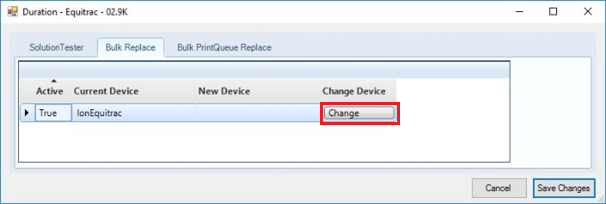 Duration - Equitrac - 02.9K
SolutionTester Bulk Replace Bulk PrintQueue Replace
Active Current Device New Device Change Device
True IonEquitrac Change
Cancel Save Changes